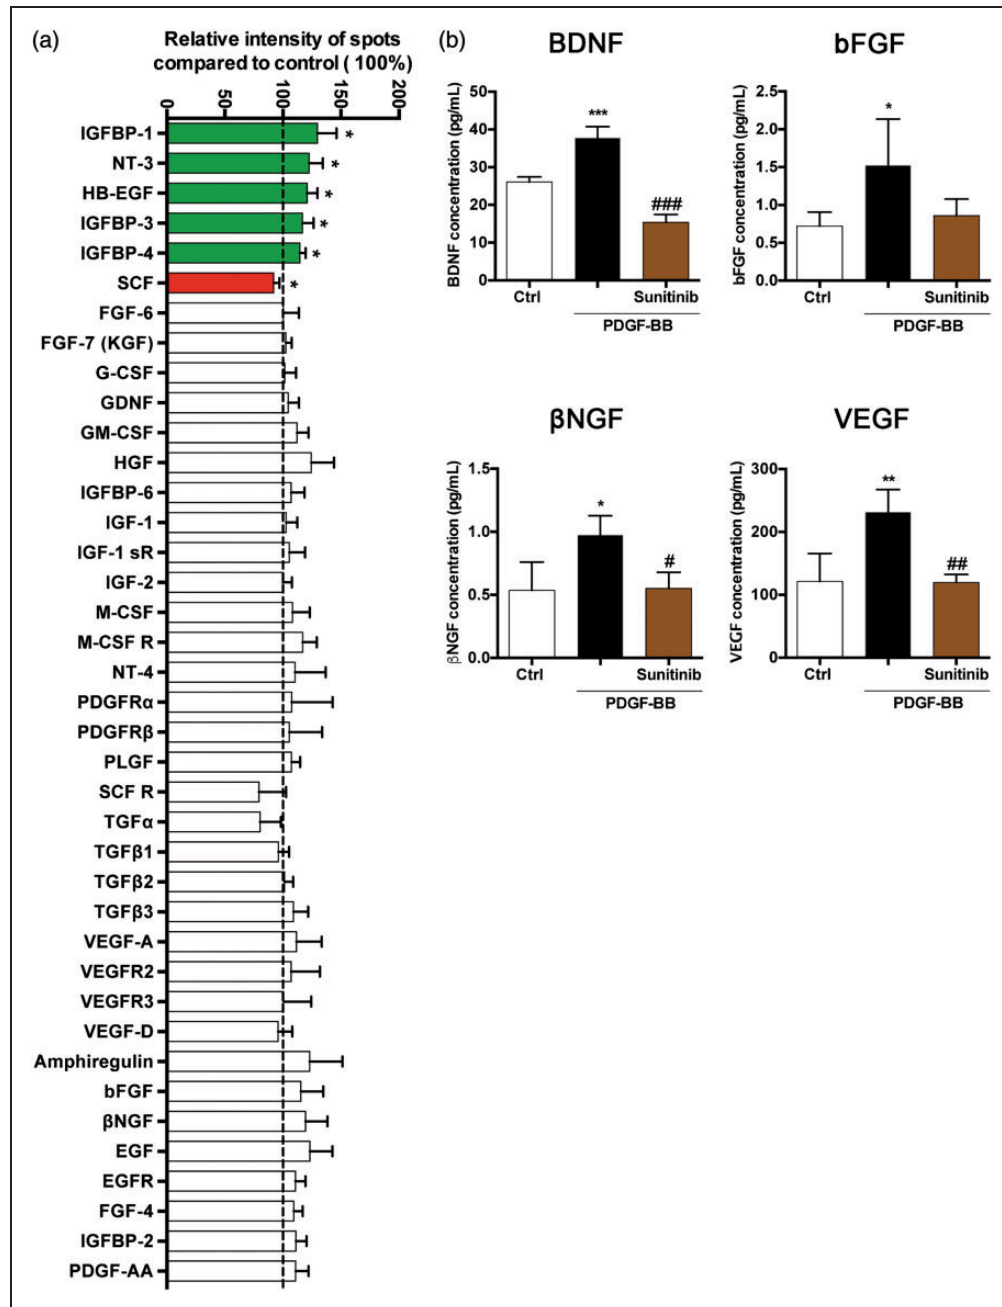 (a)
Relative intensity of spots
compared to control ( 100%)
0
50
100
150
200
IGFBP-1
*
NT-3
*
HB-EGF
*
IGFBP-3
*
IGFBP-4
*
SCF
*
FGF-6
FGF-7 (KGF)
G-CSF
GDNF
GM-CSF
HGF
IGFBP-6
IGF-1
IGF-1 sR
IGF-2
M-CSF
M-CSF R
NT-4
PDGFRα
PDGFRβ
PLGF
SCF R
TGFα
TGFβ1
TGFβ2
TGFβ3
VEGF-A
VEGFR2
VEGFR3
VEGF-D
Amphiregulin
bFGF
βNGF
EGF
EGFR
FGF-4
IGFBP-2
PDGF-AA
(b)
BDNF
BDNF concentration (pg/mL)
50
40
30
20
10
0
***
###
Ctrl
Sunitinib
PDGF-BB
bFGF
bFGF concentration (pg/mL)
2.5
2.0
1.5
1.0
0.5
0.0
*
Ctrl
Sunitinib
PDGF-BB
βNGF
βNGF concentration (pg/mL)
1.5
1.0
0.5
0.0
*
#
Ctrl
Sunitinib
PDGF-BB
VEGF
VEGF concentration (pg/mL)
300
200
100
0
**
##
Ctrl
Sunitinib
PDGF-BB